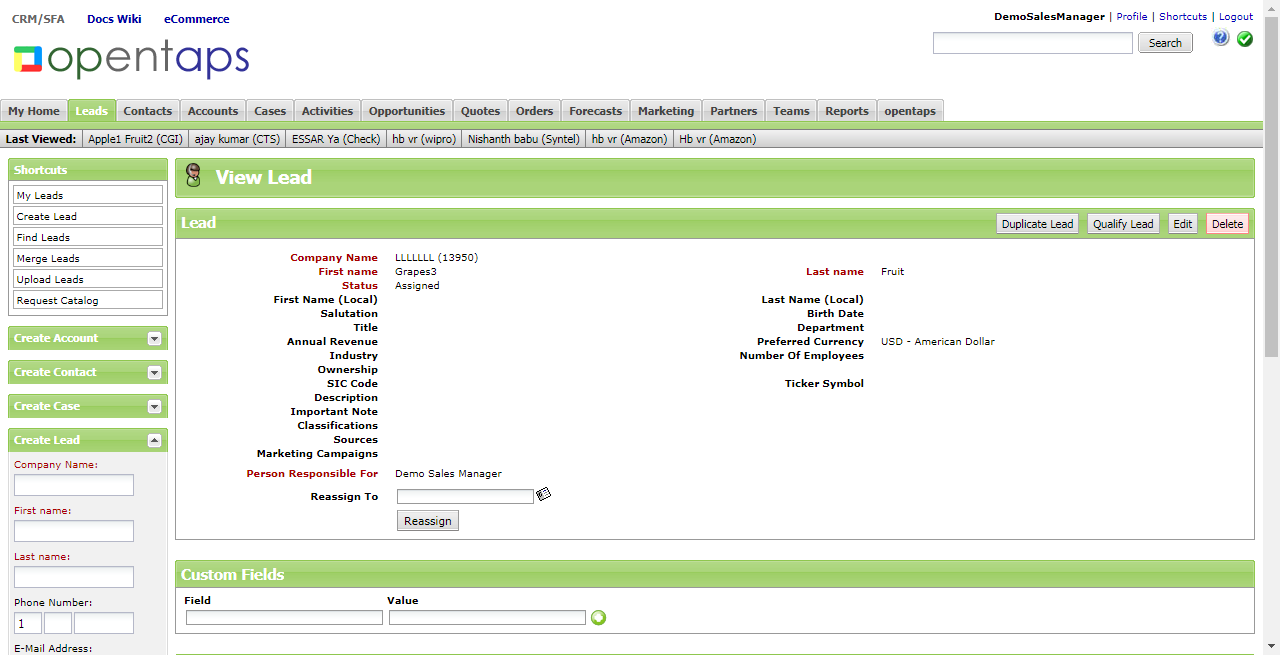 CRM/SFA Docs Wiki eCommerce
DemoSalesManager | Profile | Shortcuts | Logout
opentaps
Search
My Home Leads Contacts Accounts Cases Activities Opportunities Quotes Orders Forecasts Marketing Partners Teams Reports opentaps
Last Viewed: Apple1 Fruit2 (CGI) ajay kumar (CTS) ESSAR Ya (Check) hb vr (wipro) Nishanth babu (Syntel) hb vr (Amazon) Hb vr (Amazon)
Shortcuts
My Leads
Create Lead
Find Leads
Merge Leads
Upload Leads
Request Catalog
Create Account
Create Contact
Create Case
Create Lead
Company Name:
First name:
Last name:
Phone Number:
1
E-Mail Address:
View Lead
Lead Duplicate Lead Qualify Lead Edit Delete
Company Name LLLLLLL (13950)
First name Grapes3 Last name Fruit
Status Assigned
First Name (Local) Last Name (Local)
Salutation Birth Date
Title Department
Annual Revenue Preferred Currency USD - American Dollar
Industry Number Of Employees
Ownership
SIC Code Ticker Symbol
Description
Important Note
Classifications
Sources
Marketing Campaigns
Person Responsible For Demo Sales Manager
Reassign To
Reassign
Custom Fields
Field Value